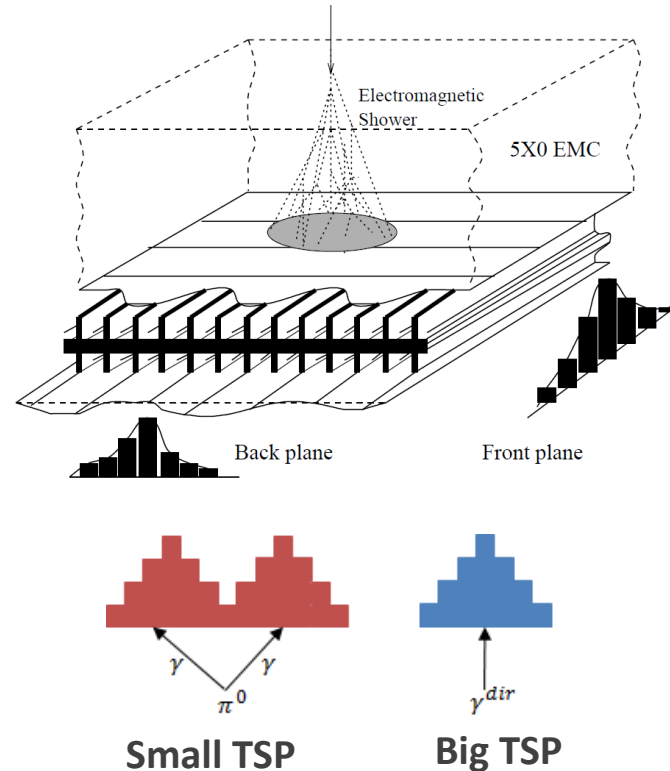 Electromagnetic
Shower
5X0 EMC
Back plane
Front plane
γ γ
π⁰
γᵈⁱʳ
Small TSP
Big TSP